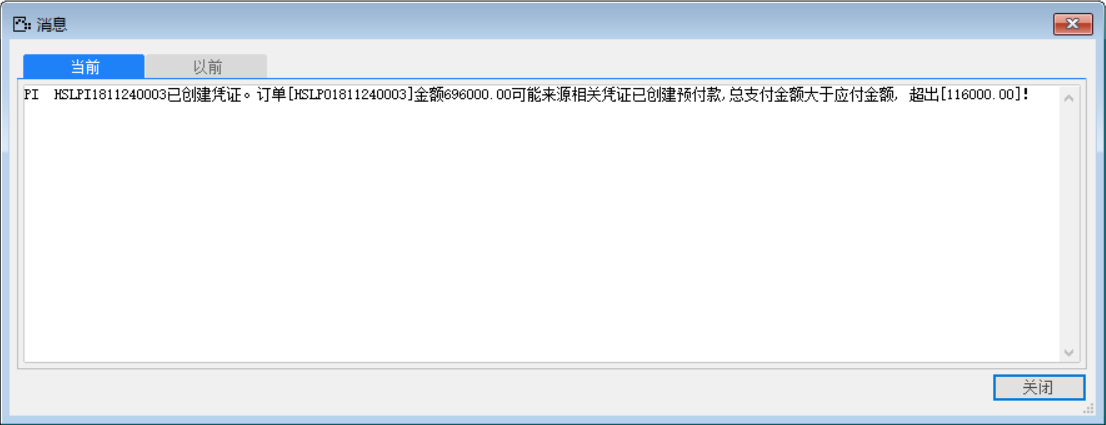 消息
当前 以前
PI HSLPI1811240003已创建凭证。订单[HSLPO1811240003]金额696000.00可能来源相关凭证已创建预付款,总支付金额大于应付金额, 超出[116000.00]!
关闭